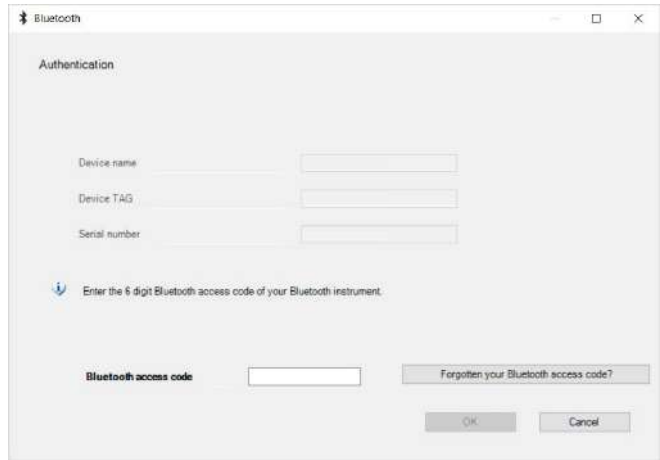 Bluetooth
Authentication
Device name
Device TAG
Serial number
Enter the 6 digit Bluetooth access code of your Bluetooth instrument.
Bluetooth access code
Forgotten your Bluetooth access code?
OK
Cancel